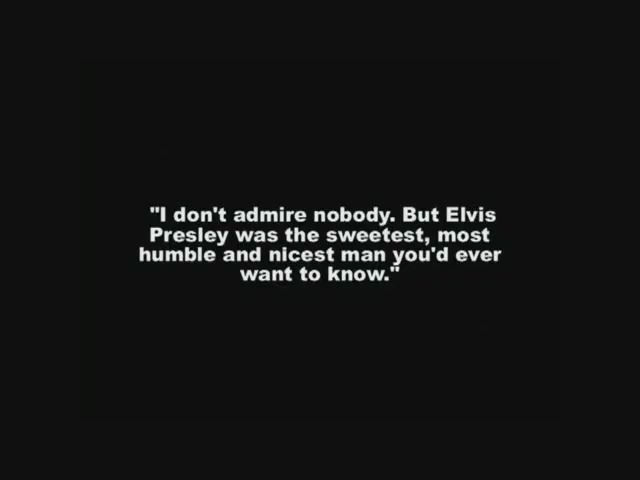 "I don't admire nobody. But Elvis
Presley was the sweetest, most
humble and nicest man you'd ever
want to know."